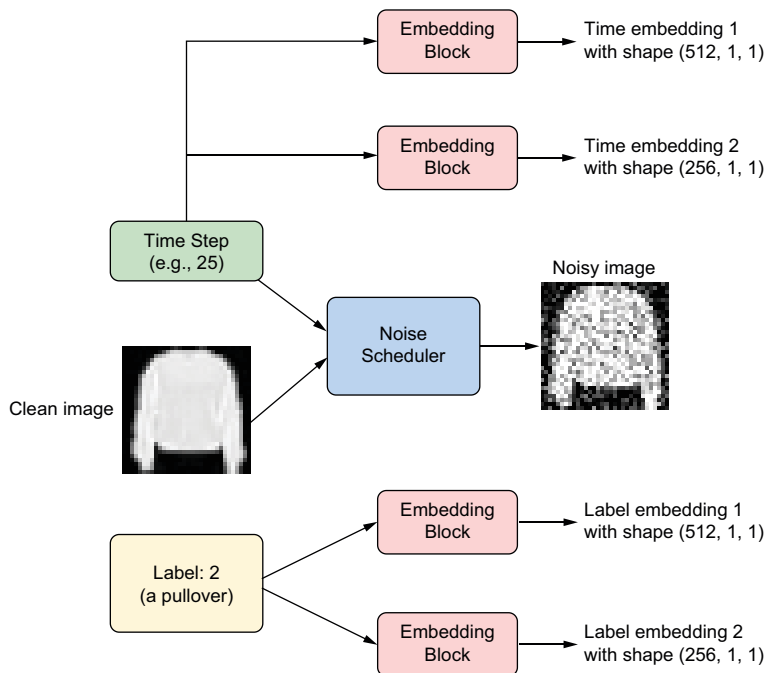 Embedding
Block
Time embedding 1
with shape (512, 1, 1)
Embedding
Block
Time embedding 2
with shape (256, 1, 1)
Time Step
(e.g., 25)
Noisy image
Noise
Scheduler
Clean image
Embedding
Block
Label embedding 1
with shape (512, 1, 1)
Label: 2
(a pullover)
Embedding
Block
Label embedding 2
with shape (256, 1, 1)